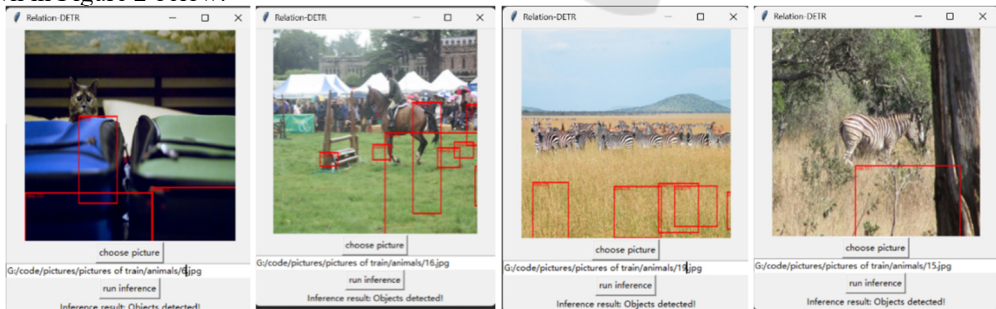 Relation-DETR
choose picture
G:/code/pictures/pictures of train/animals/6.jpg
run inference
Inference result: Objects detected!
Relation-DETR
choose picture
G:/code/pictures/pictures of train/animals/16.jpg
run inference
Inference result: Objects detected!
Relation-DETR
choose picture
G:/code/pictures/pictures of train/animals/19.jpg
run inference
Inference result: Objects detected!
Relation-DETR
choose picture
G:/code/pictures/pictures of train/animals/15.jpg
run inference
Inference result: Objects detected!